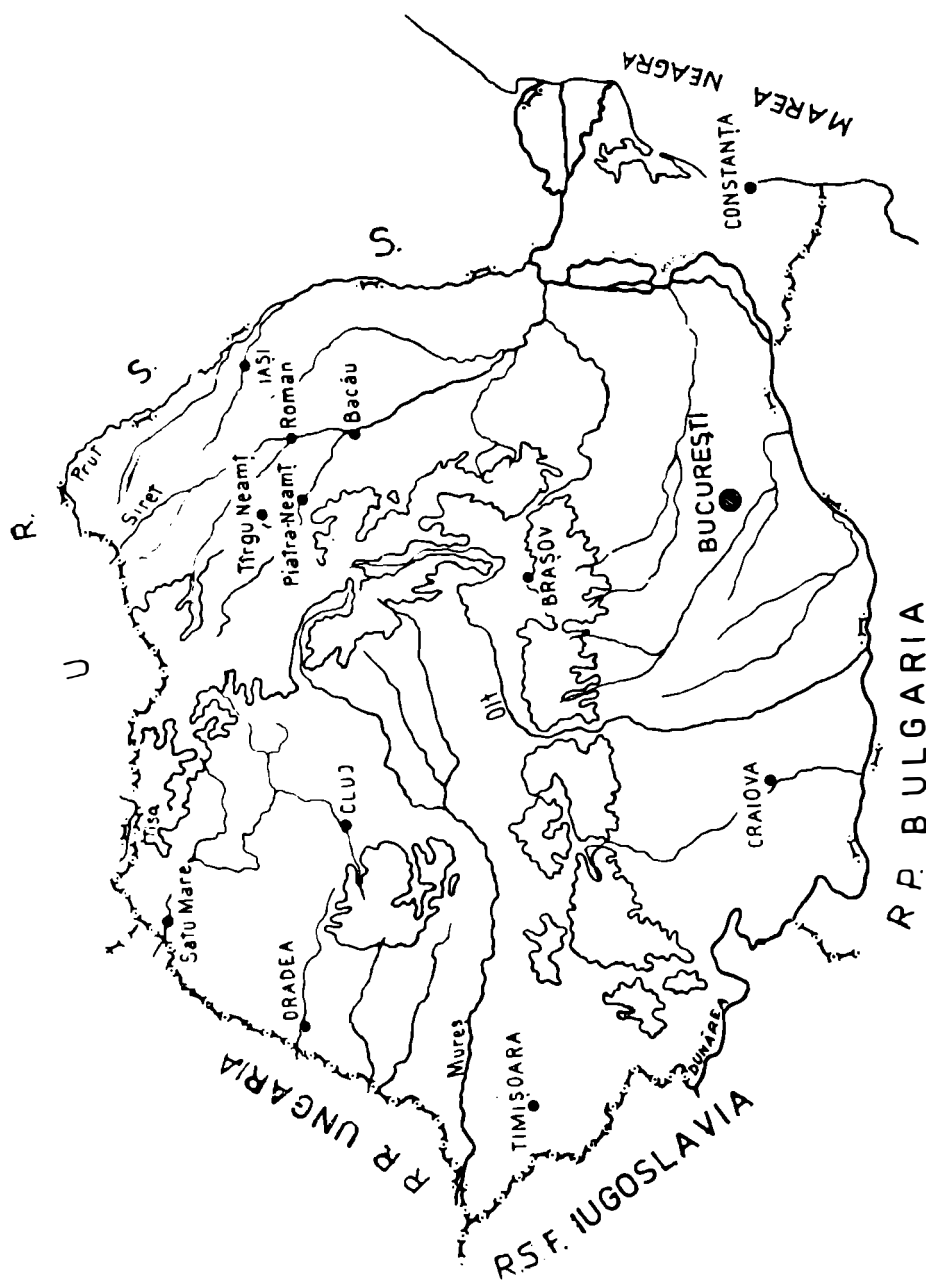 U. R. S. S.
R R UNGARIA
R.S.F. IUGOSLAVIA
R P. BULGARIA
MAREA NEAGRA
Prut
Siret
Tisa
Satu Mare
IAȘI
Tîrgu Neamț
Roman
Piatra-Neamț
Bacău
ORADEA
CLUJ
Mureș
Olt
TIMIȘOARA
BRAȘOV
DUNĂREA
BUCUREȘTI
CRAIOVA
CONSTANȚA